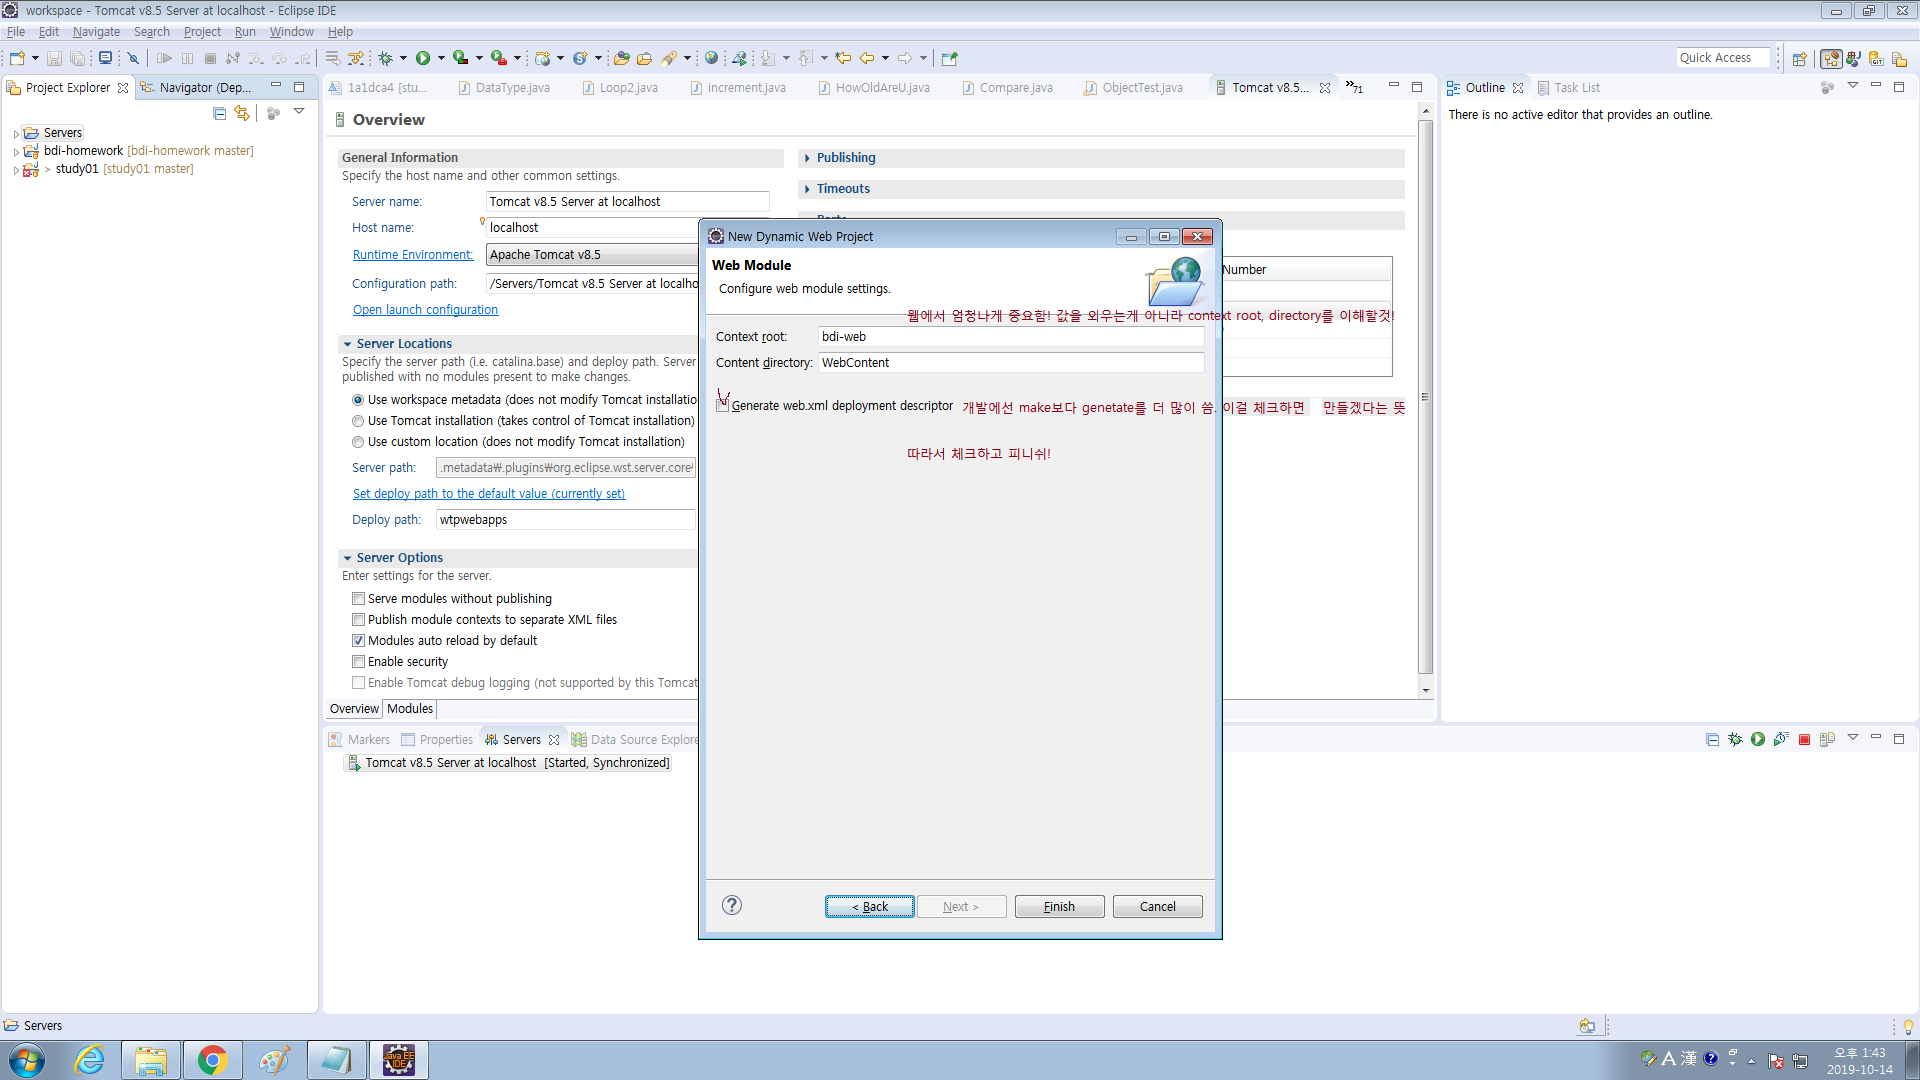 workspace - Tomcat v8.5 Server at localhost - Eclipse IDE
File Edit Navigate Search Project Run Window Help
Quick Access
Project Explorer
Navigator (Dep...
1a1dca4 [stu...
DataType.java
Loop2.java
increment.java
HowOldAreU.java
Compare.java
ObjectTest.java
Tomcat v8.5...
71
Outline
Task List
Servers
bdi-homework [bdi-homework master]
> study01 [study01 master]
Overview
There is no active editor that provides an outline.
General Information
Specify the host name and other common settings.
Server name: Tomcat v8.5 Server at localhost
Host name: localhost
Runtime Environment: Apache Tomcat v8.5
Configuration path: /Servers/Tomcat v8.5 Server at localho
Open launch configuration
Publishing
Timeouts
Number
Server Locations
Specify the server path (i.e. catalina.base) and deploy path. Server
published with no modules present to make changes.
Use workspace metadata (does not modify Tomcat installatio
Use Tomcat installation (takes control of Tomcat installation)
Use custom location (does not modify Tomcat installation)
Server path: .metadata₩.plugins₩org.eclipse.wst.server.core
Set deploy path to the default value (currently set)
Deploy path: wtpwebapps
Server Options
Enter settings for the server.
Serve modules without publishing
Publish module contexts to separate XML files
Modules auto reload by default
Enable security
Enable Tomcat debug logging (not supported by this Tomcat
Overview Modules
New Dynamic Web Project
Web Module
Configure web module settings.
웹에서 엄청나게 중요함! 값을 외우는게 아니라 context root, directory를 이해할것!
Context root: bdi-web
Content directory: WebContent
Generate web.xml deployment descriptor
개발에선 make보다 genetate를 더 많이 씀. 이걸 체크하면 만들겠다는 뜻
따라서 체크하고 피니쉬!
?
< Back
Next >
Finish
Cancel
Markers
Properties
Servers
Data Source Explore
Tomcat v8.5 Server at localhost [Started, Synchronized]
Servers
Java EE
IDE
A 漢
오후 1:43
2019-10-14